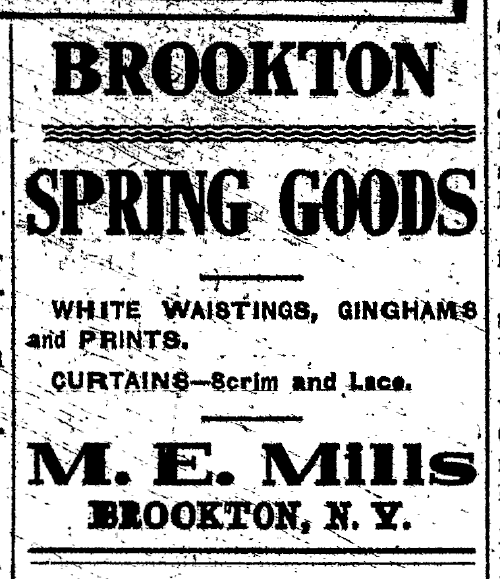 BROOKTON
SPRING GOODS
WHITE WAISTINGS, GINGHAMS
and PRINTS.
CURTAINS—Scrim and Lace.
M. E. Mills
BROOKTON, N. Y.